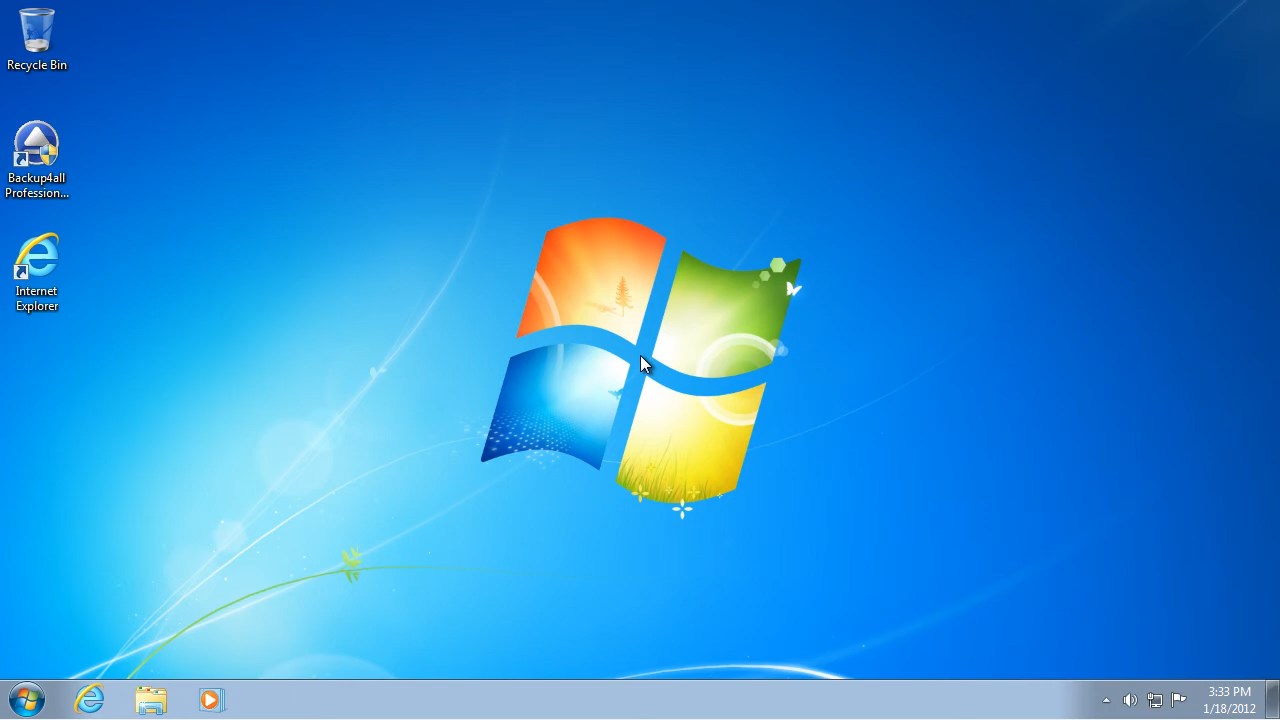 Recycle Bin
Backup4all
Profession...
Internet
Explorer
3:33 PM
1/18/2012